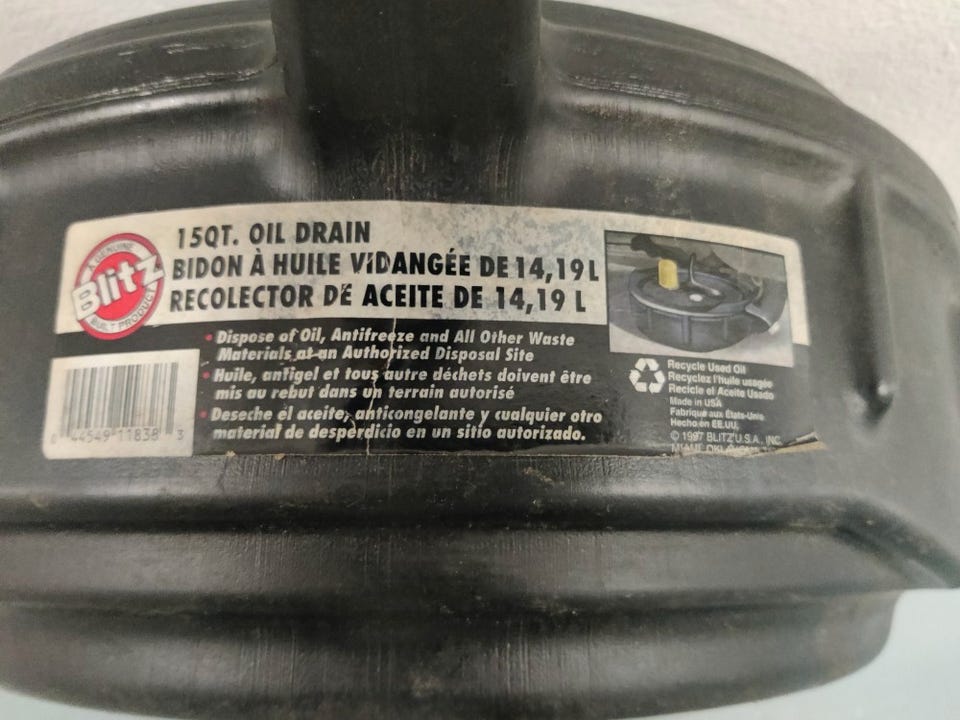 15QT. OIL DRAIN
BIDON À HUILE VIDANGÉE DE 14,19 L
RECOLECTOR DE ACEITE DE 14,19 L
A GENUINE
Blitz
BUILT PRODUCT
• Dispose of Oil, Antifreeze and All Other Waste
Materials at an Authorized Disposal Site
• Huile, antigel et tous autre déchets doivent être
mis au rebut dans un terrain autorisé
• Deseche él aceite, anticongelante y cualquier otro
material de desperdicio en un sitio autorizado.
0 44549 11838 3
Recycle Used Oil
Recyclez l'huile usagée
Recicle el Aceite Usado
Made in USA
Fabriqué aux États-Unis
Hecho en EE.UU.
© 1997 BLITZ U.S.A., INC.
MIAMI, OKLAHOMA